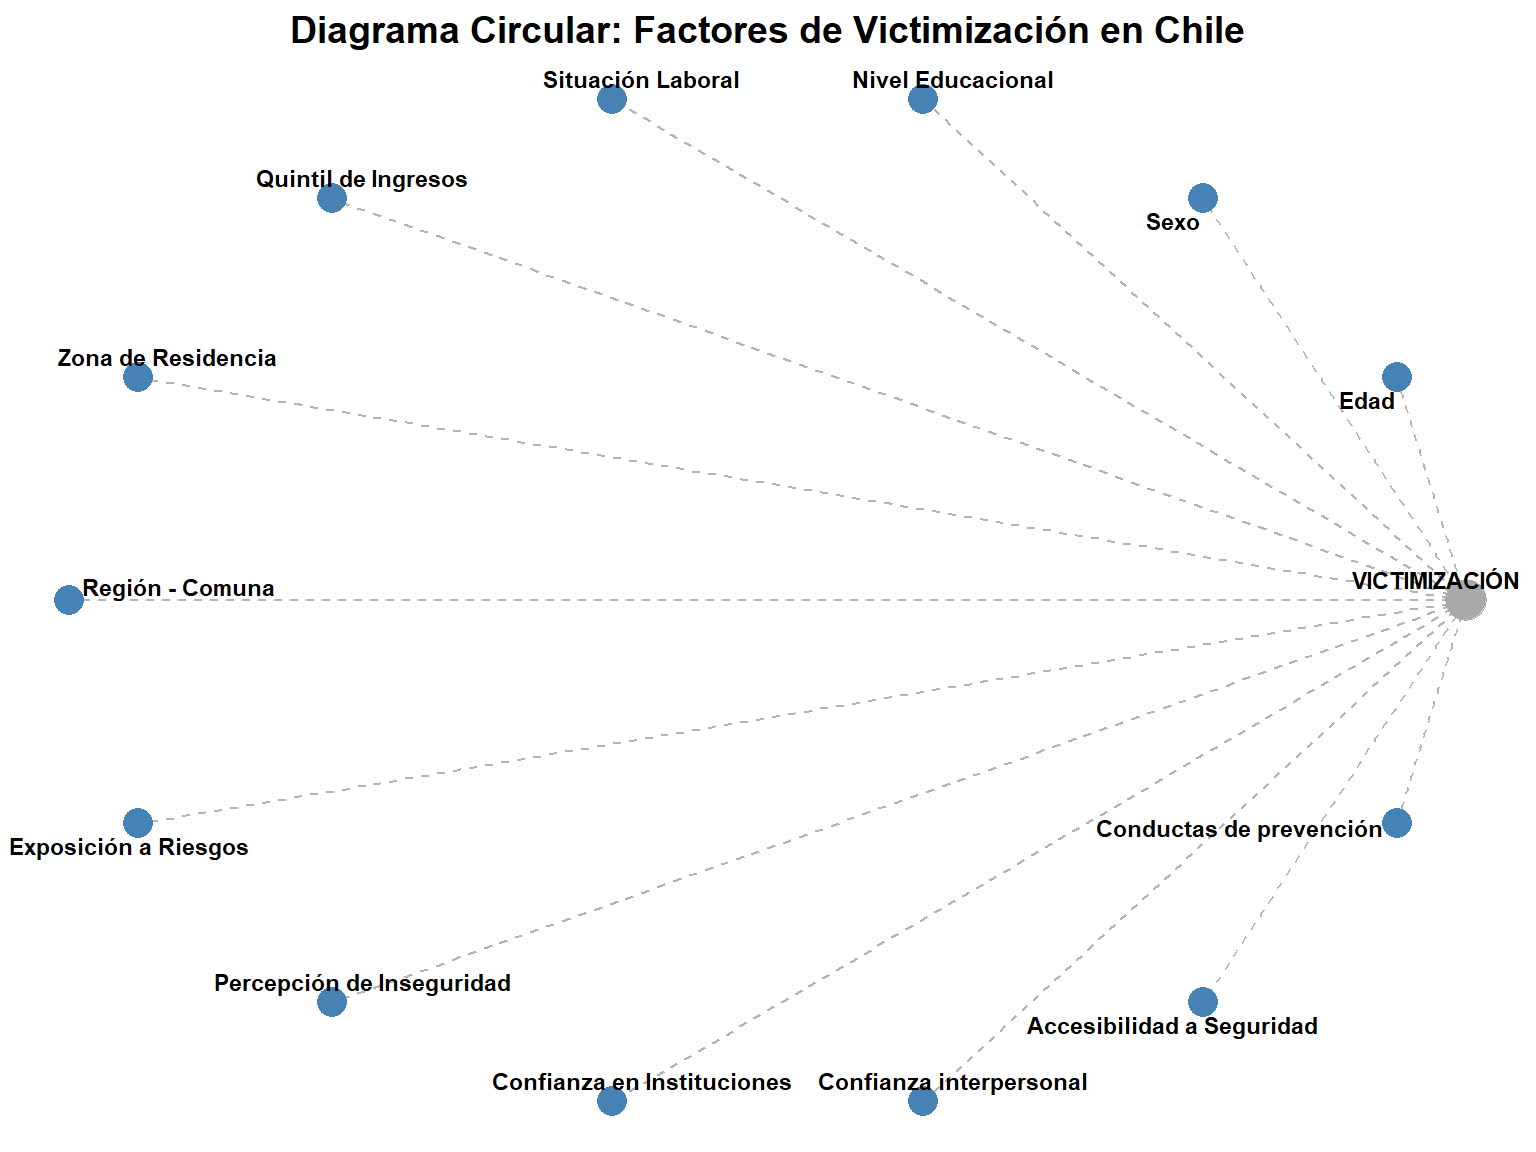 Diagrama Circular: Factores de Victimización en Chile
Situación Laboral
Nivel Educacional
Quintil de Ingresos
Sexo
Zona de Residencia
Edad
Región - Comuna
VICTIMIZACIÓN
Conductas de prevención
Exposición a Riesgos
Percepción de Inseguridad
Accesibilidad a Seguridad
Confianza en Instituciones
Confianza interpersonal